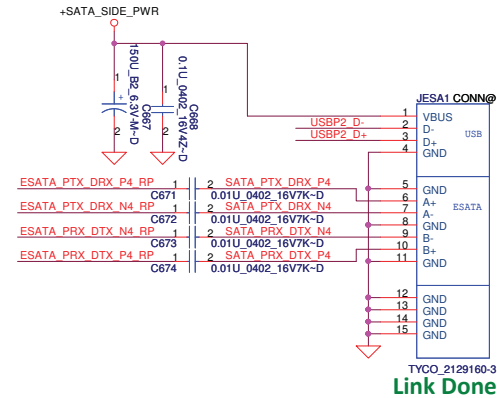 +SATA_SIDE_PWR
1
2
150U_B2_6.3V-M~D
C667
1
2
0.1U_0402_16V4Z~D
C668
JESA1 CONN@
USBP2_D-
USBP2_D+
1 VBUS
2 D- USB
3 D+
4 GND
ESATA_PTX_DRX_P4_RP 1 2 SATA_PTX_DRX_P4
C671 0.01U_0402_16V7K~D
ESATA_PTX_DRX_N4_RP 1 2 SATA_PTX_DRX_N4
C672 0.01U_0402_16V7K~D
ESATA_PRX_DTX_N4_RP 1 2 SATA_PRX_DTX_N4
C673 0.01U_0402_16V7K~D
ESATA_PRX_DTX_P4_RP 1 2 SATA_PRX_DTX_P4
C674 0.01U_0402_16V7K~D
5 GND
6 A+ ESATA
7 A-
8 GND
9 B-
10 B+
11 GND
12 GND
13 GND
14 GND
15 GND
TYCO_2129160-3
Link Done